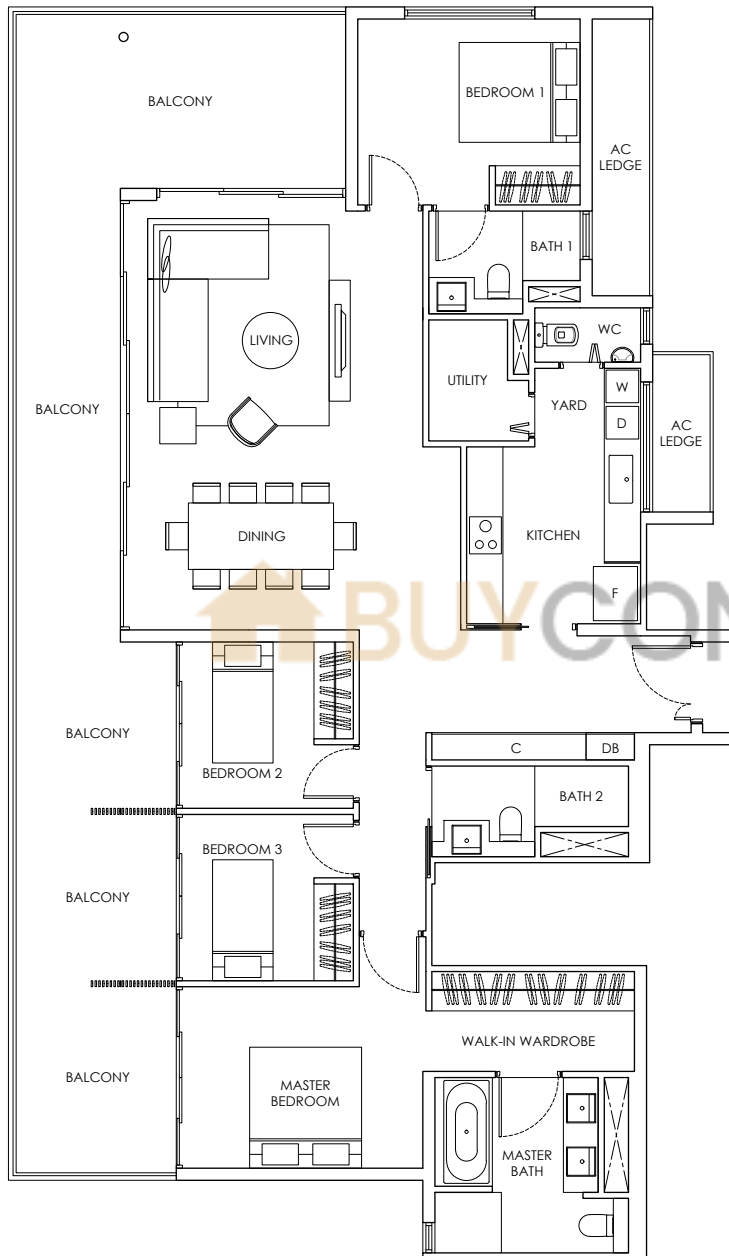 BALCONY
BEDROOM 1
AC
LEDGE
BATH 1
LIVING
WC
UTILITY
W
YARD
D
BALCONY
AC
LEDGE
DINING
KITCHEN
F
BUYCON
BALCONY
C
DB
BEDROOM 2
BATH 2
BEDROOM 3
BALCONY
WALK-IN WARDROBE
BALCONY
MASTER
BEDROOM
MASTER
BATH